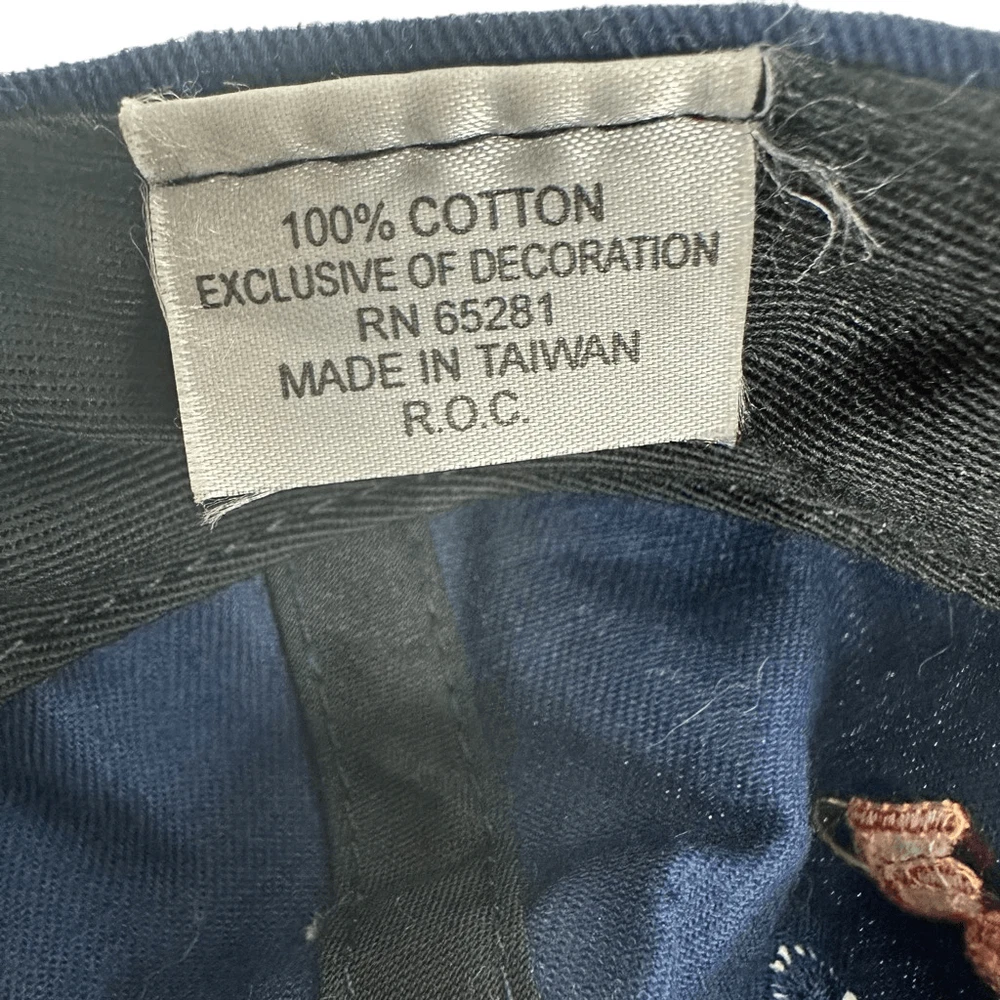 100% COTTON
EXCLUSIVE OF DECORATION
RN 65281
MADE IN TAIWAN
R.O.C.